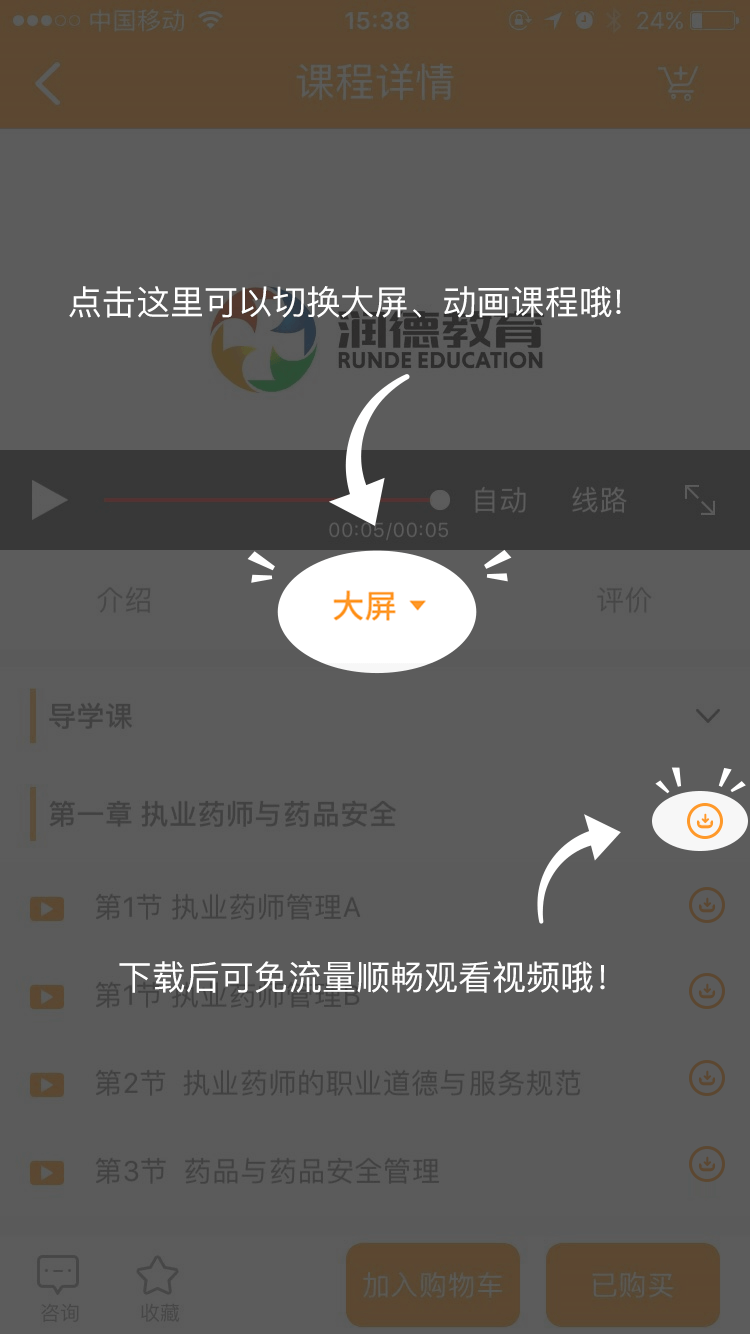 中国移动
15:38
24%
课程详情
点击这里可以切换大屏、动画课程哦!
润德教育
RUNDE EDUCATION
自动
线路
00:05/00:05
介绍
大屏
评价
导学课
第一章 执业药师与药品安全
第1节 执业药师管理A
下载后可免流量顺畅观看视频哦!
第1节 执业药师管理B
第2节 执业药师的职业道德与服务规范
第3节 药品与药品安全管理
咨询
收藏
加入购物车
已购买